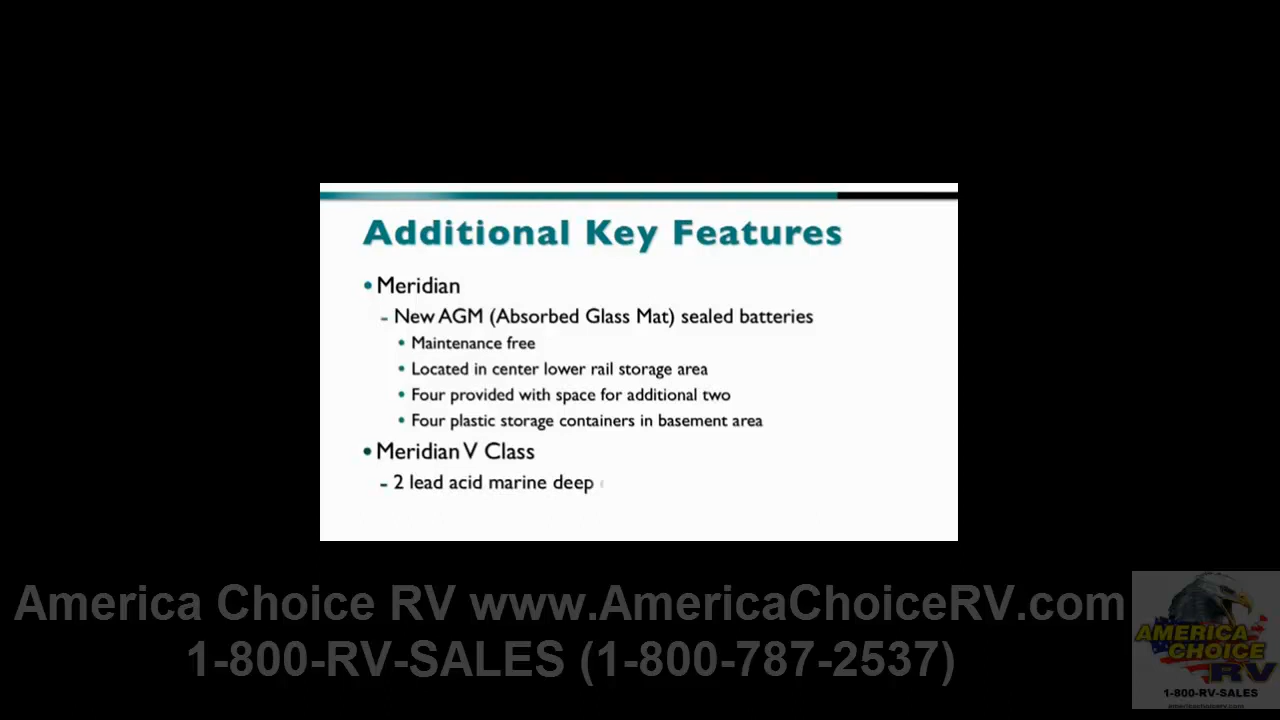 Additional Key Features
• Meridian
- New AGM (Absorbed Glass Mat) sealed batteries
• Maintenance free
• Located in center lower rail storage area
• Four provided with space for additional two
• Four plastic storage containers in basement area
• Meridian V Class
- 2 lead acid marine deep
America Choice RV www.AmericaChoiceRV.com
1-800-RV-SALES (1-800-787-2537)
AMERICA
CHOICE
RV
1-800-RV-SALES
americachoicerv.com